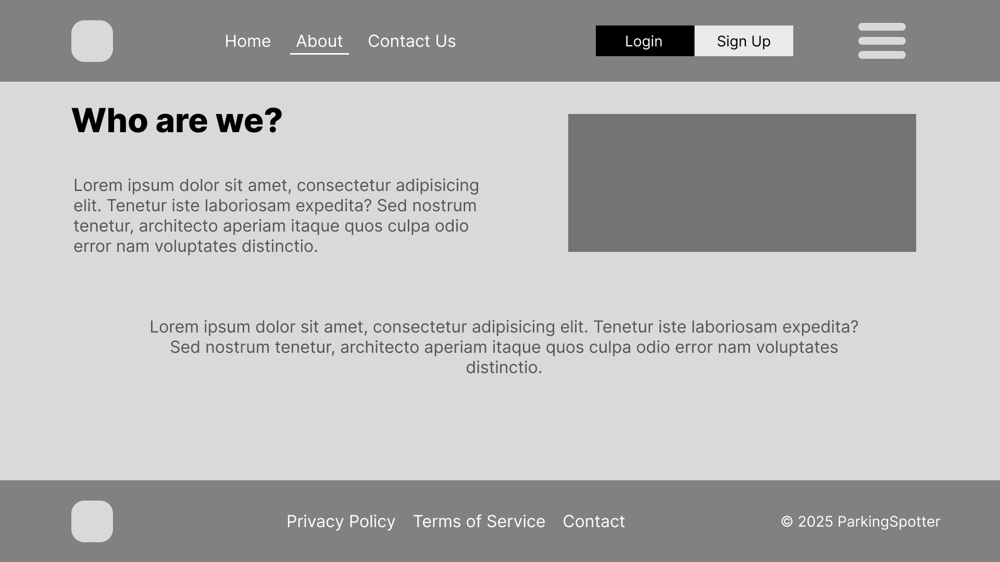 Home About Contact Us Login Sign Up
Who are we?
Lorem ipsum dolor sit amet, consectetur adipisicing
elit. Tenetur iste laboriosam expedita? Sed nostrum
tenetur, architecto aperiam itaque quos culpa odio
error nam voluptates distinctio.
Lorem ipsum dolor sit amet, consectetur adipisicing elit. Tenetur iste laboriosam expedita?
Sed nostrum tenetur, architecto aperiam itaque quos culpa odio error nam voluptates
distinctio.
Privacy Policy Terms of Service Contact © 2025 ParkingSpotter